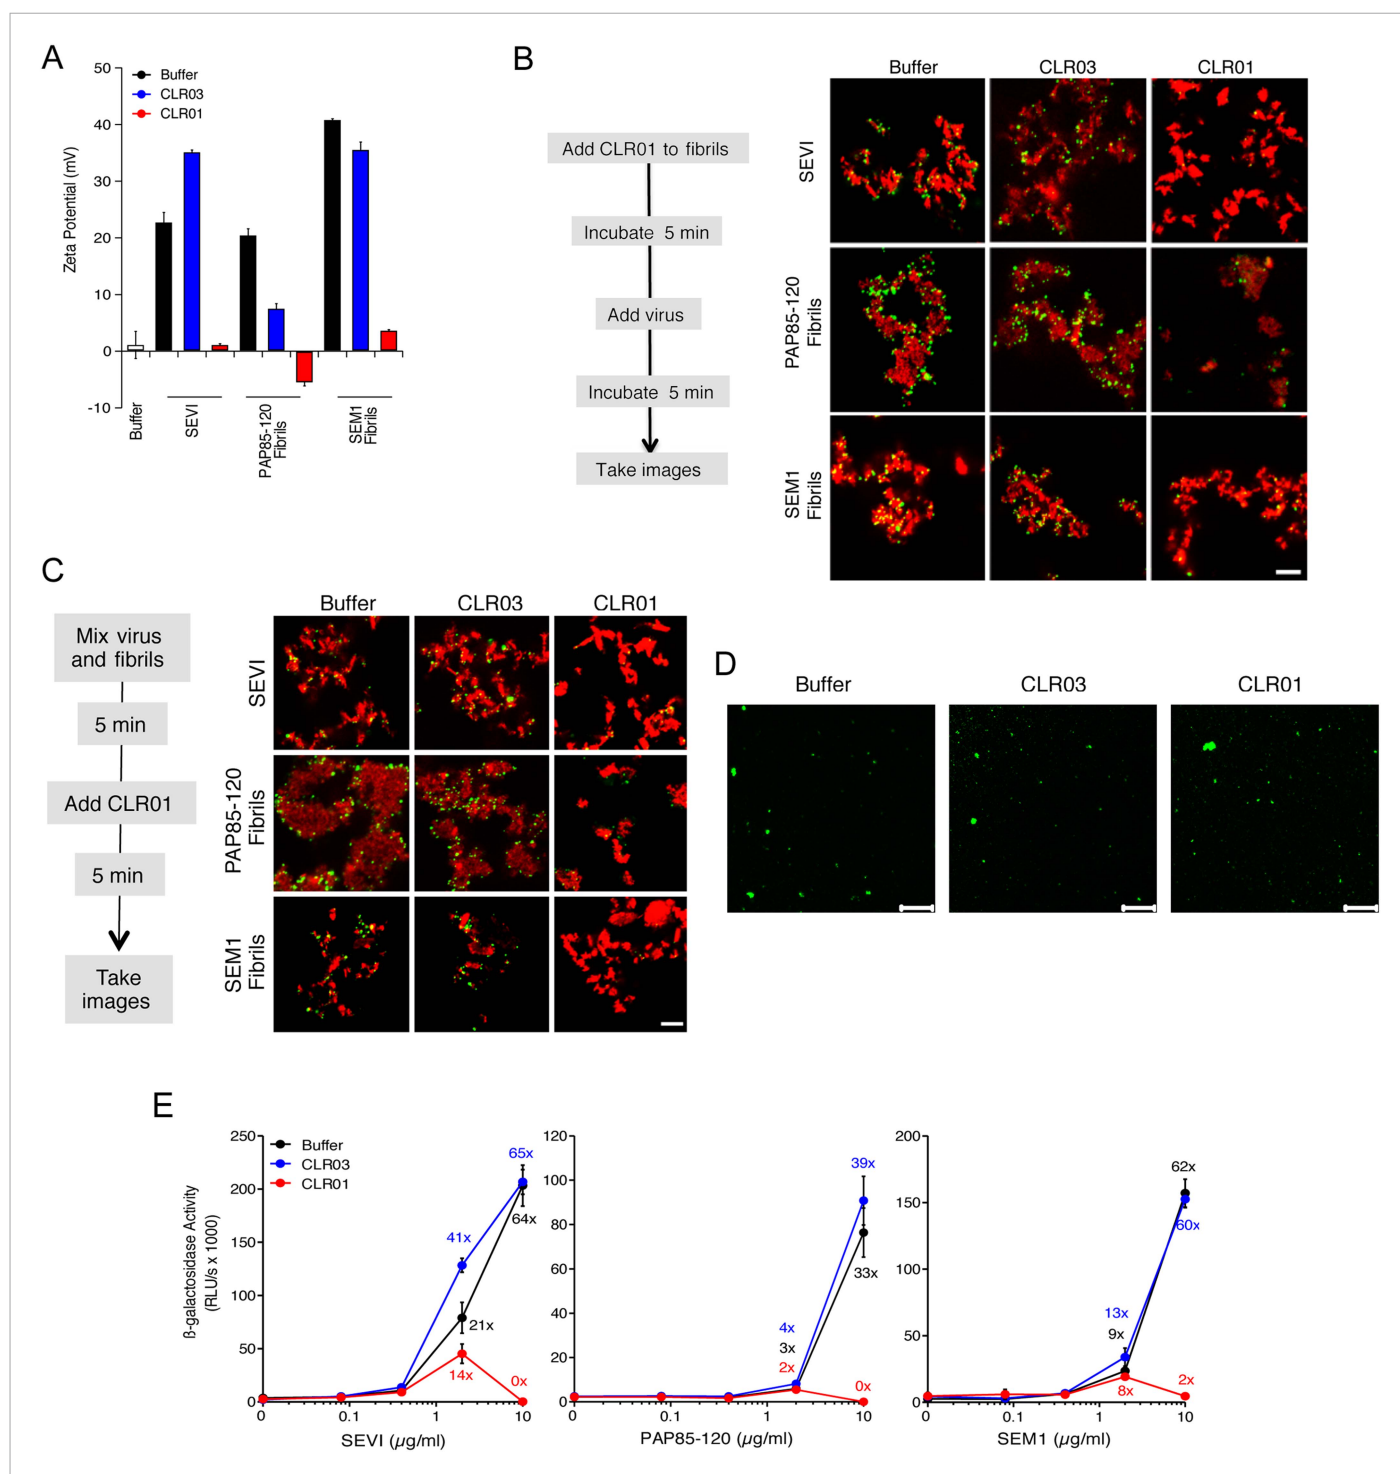 A
50
40
30
20
10
0
-10
Zeta Potential (mV)
Buffer
CLR03
CLR01
Buffer
SEVI
PAP85-120
Fibrils
SEM1
Fibrils
B
Add CLR01 to fibrils
Incubate 5 min
Add virus
Incubate 5 min
Take images
Buffer
CLR03
CLR01
SEVI
PAP85-120
Fibrils
SEM1
Fibrils
C
Mix virus
and fibrils
5 min
Add CLR01
5 min
Take
images
Buffer
CLR03
CLR01
SEVI
PAP85-120
Fibrils
SEM1
Fibrils
D
Buffer
CLR03
CLR01
E
ß-galactosidase Activity
(RLU/s x 1000)
250
200
150
100
50
0
Buffer
CLR03
CLR01
65x
64x
41x
21x
14x
0x
0
0.1
1
10
SEVI (µg/ml)
120
100
80
60
40
20
0
39x
33x
4x
3x
2x
0x
0
0.1
1
10
PAP85-120 (µg/ml)
200
150
100
50
0
62x
60x
13x
9x
8x
2x
0
0.1
1
10
SEM1 (µg/ml)